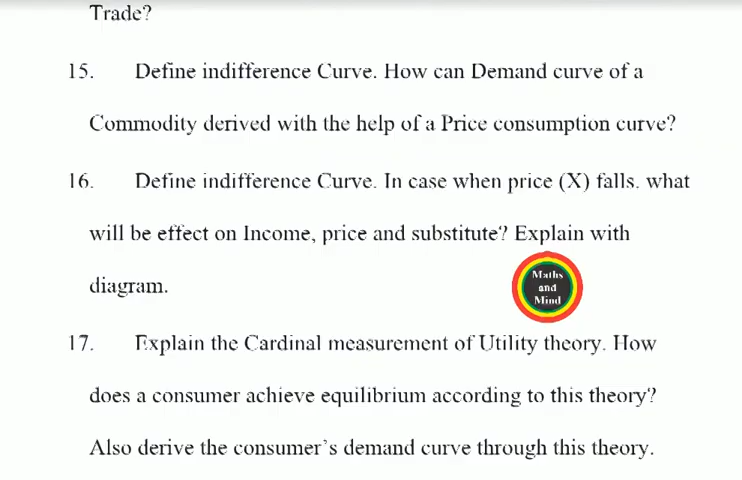 Trade?
15. Define indifference Curve. How can Demand curve of a
Commodity derived with the help of a Price consumption curve?
16. Define indifference Curve. In case when price (X) falls. what
will be effect on Income, price and substitute? Explain with
diagram.
Maths
and
Mind
17. Explain the Cardinal measurement of Utility theory. How
does a consumer achieve equilibrium according to this theory?
Also derive the consumer's demand curve through this theory.